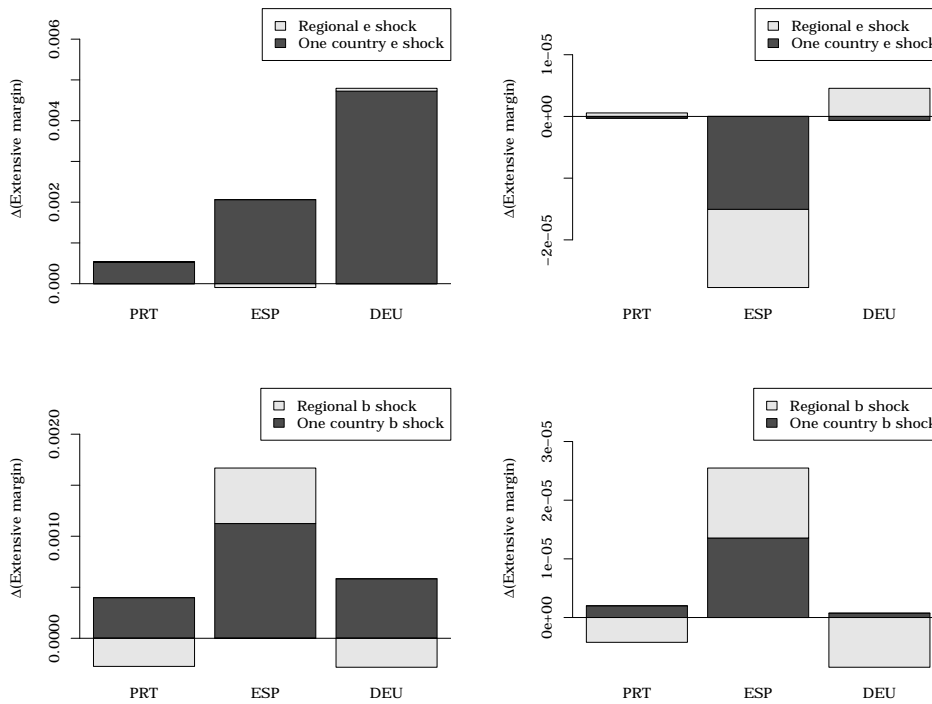 Regional e shock
One country e shock
Δ(Extensive margin)
0.000
0.002
0.004
0.006
PRT
ESP
DEU
Regional e shock
One country e shock
Δ(Extensive margin)
−2e−05
0e+00
1e−05
PRT
ESP
DEU
Regional b shock
One country b shock
Δ(Extensive margin)
0.0000
0.0010
0.0020
PRT
ESP
DEU
Regional b shock
One country b shock
Δ(Extensive margin)
0e+00
1e−05
2e−05
3e−05
PRT
ESP
DEU